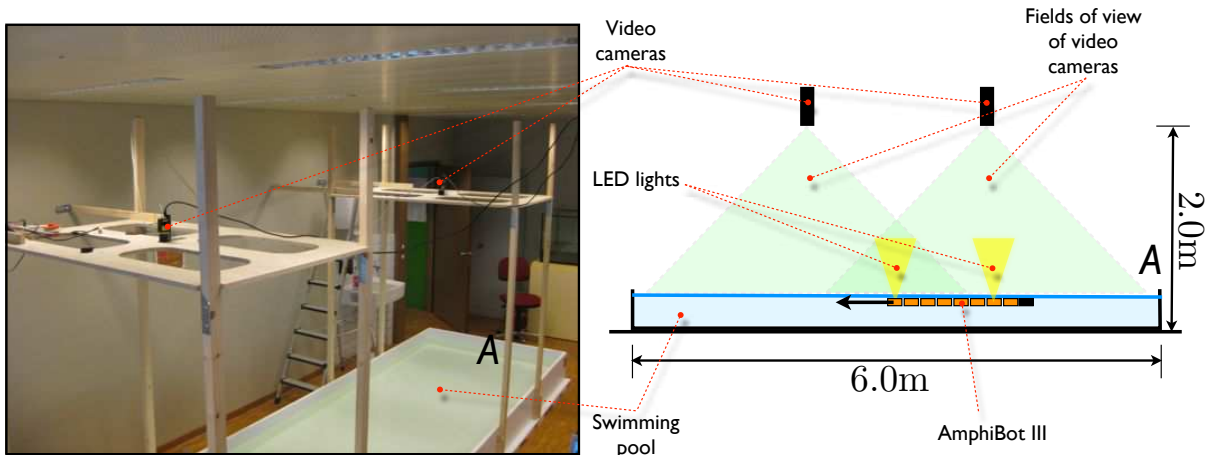 Video
cameras
Fields of view
of video
cameras
LED lights
A
A
2.0m
6.0m
Swimming
pool
AmphiBot III